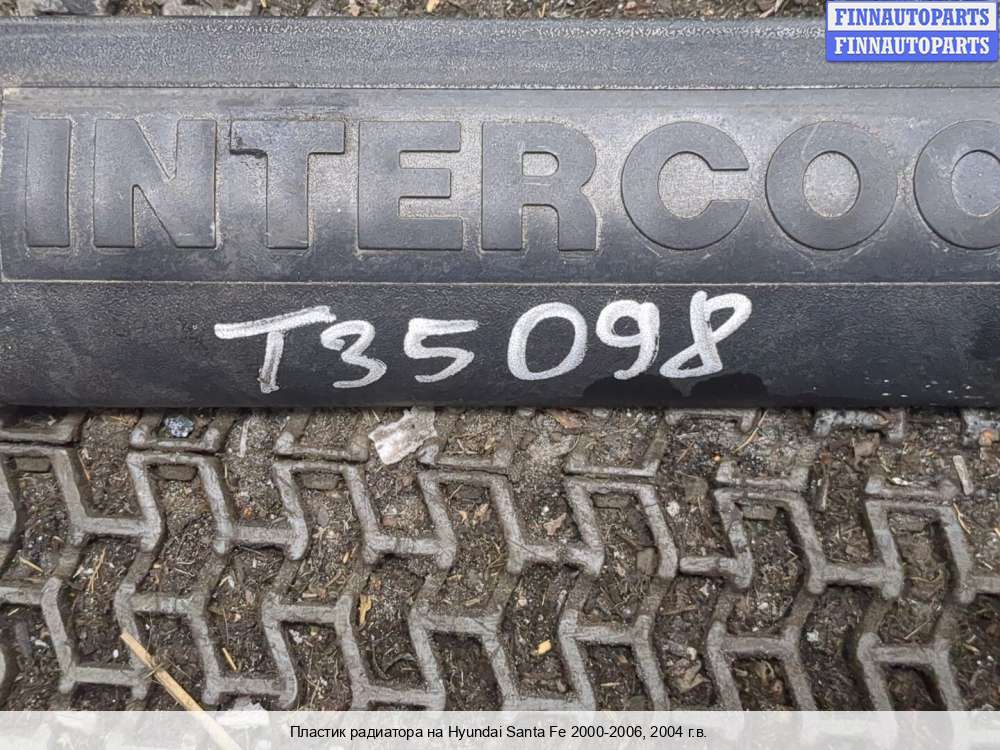 FINNAUTOPARTS
FINNAUTOPARTS
INTERCOO
T35098
Пластик радиатора на Hyundai Santa Fe 2000-2006, 2004 г.в.